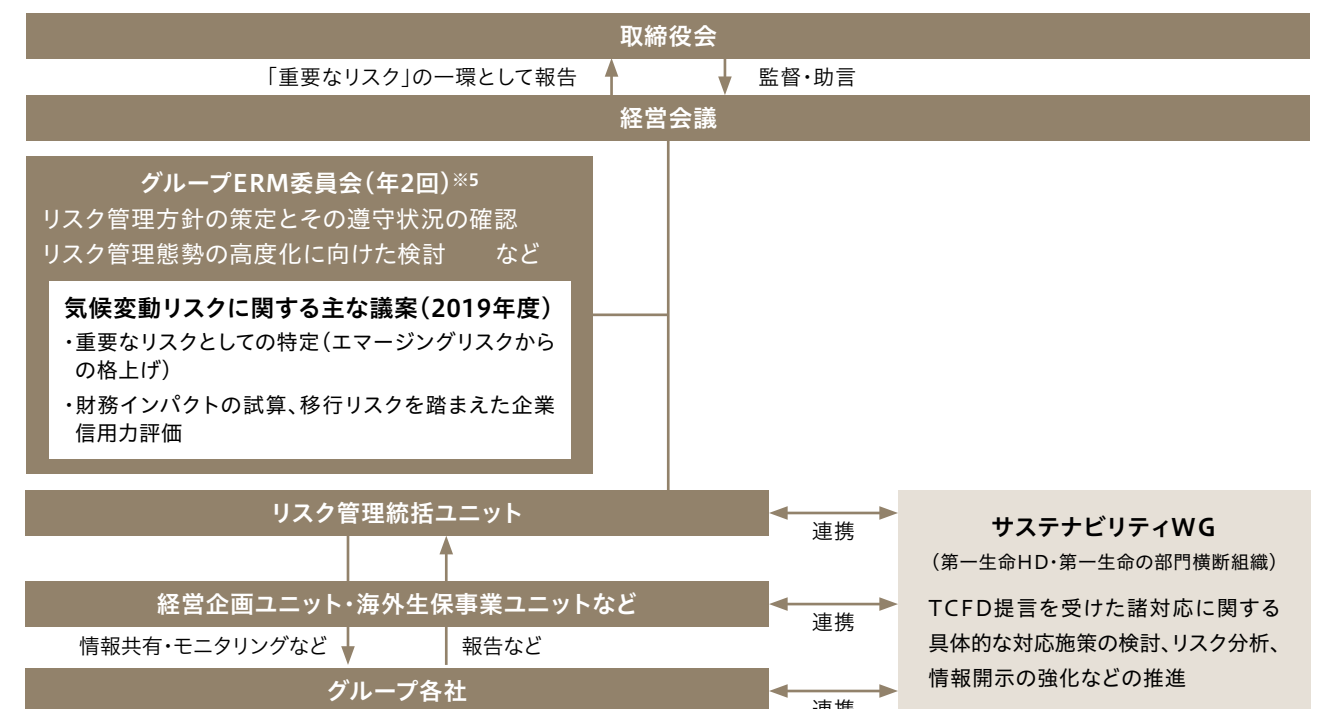 取締役会
「重要なリスク」の一環として報告
監督・助言
経営会議
グループERM委員会(年2回)※5
リスク管理方針の策定とその遵守状況の確認
リスク管理態勢の高度化に向けた検討　など
気候変動リスクに関する主な議案(2019年度)
・重要なリスクとしての特定(エマージングリスクから
の格上げ)
・財務インパクトの試算、移行リスクを踏まえた企業
信用力評価
リスク管理統括ユニット
連携
経営企画ユニット・海外生保事業ユニットなど
連携
情報共有・モニタリングなど
報告など
グループ各社
連携
サステナビリティWG
(第一生命HD・第一生命の部門横断組織)
TCFD提言を受けた諸対応に関する
具体的な対応施策の検討、リスク分析、
情報開示の強化などの推進